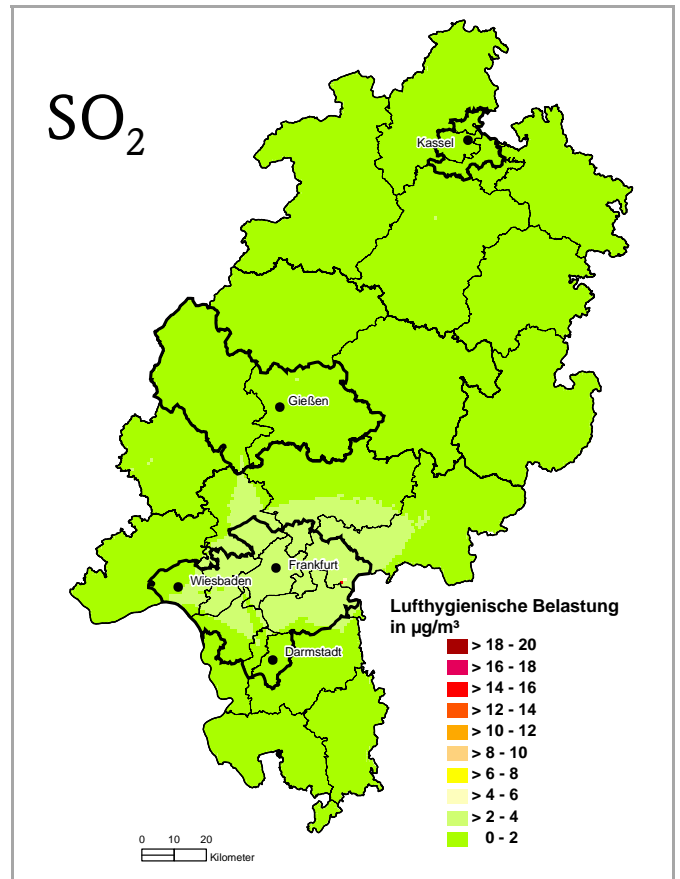 SO₂
Kassel
Gießen
Frankfurt
Wiesbaden
Darmstadt
Lufthygienische Belastung
in µg/m³
> 18 - 20
> 16 - 18
> 14 - 16
> 12 - 14
> 10 - 12
> 8 - 10
> 6 - 8
> 4 - 6
> 2 - 4
0 - 2
0 10 20
Kilometer